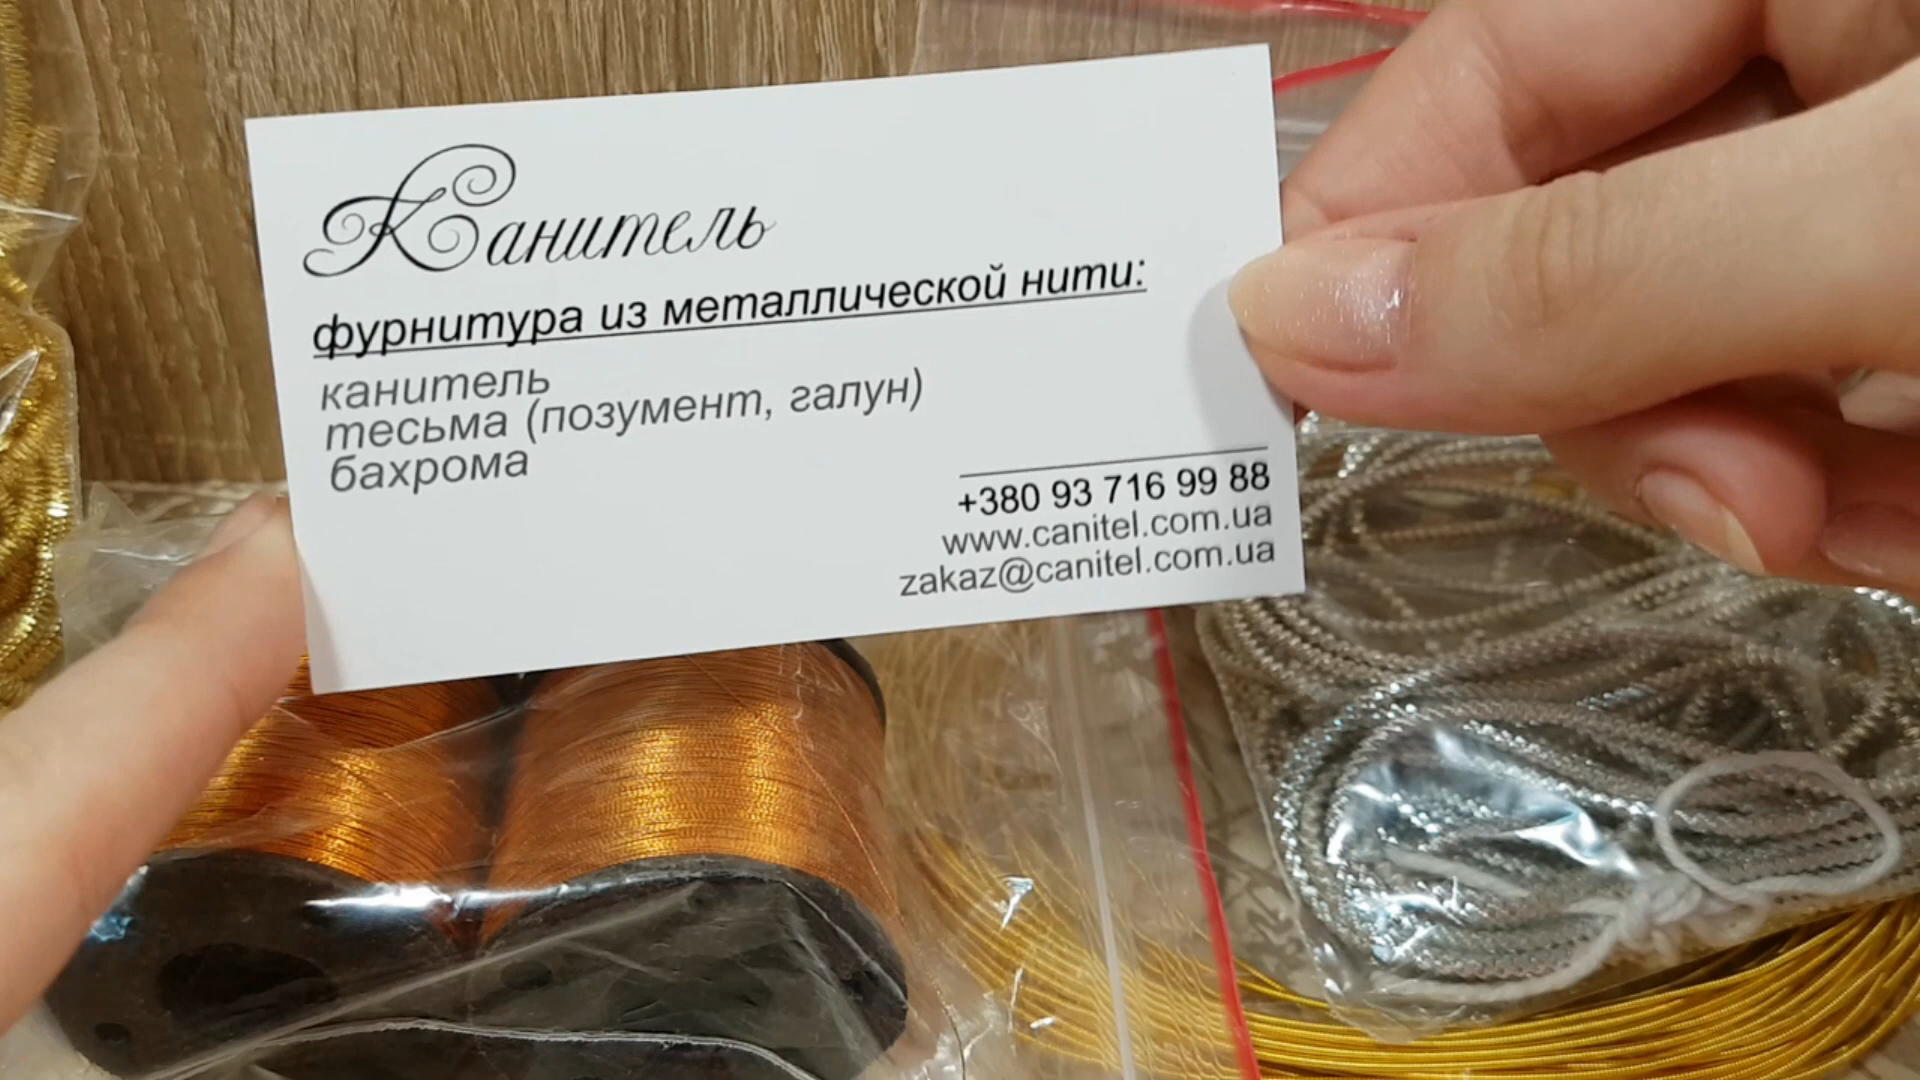 Канитель
фурнитура из металлической нити:
канитель
тесьма (позумент, галун)
бахрома
+380 93 716 99 88
www.canitel.com.ua
zakaz@canitel.com.ua